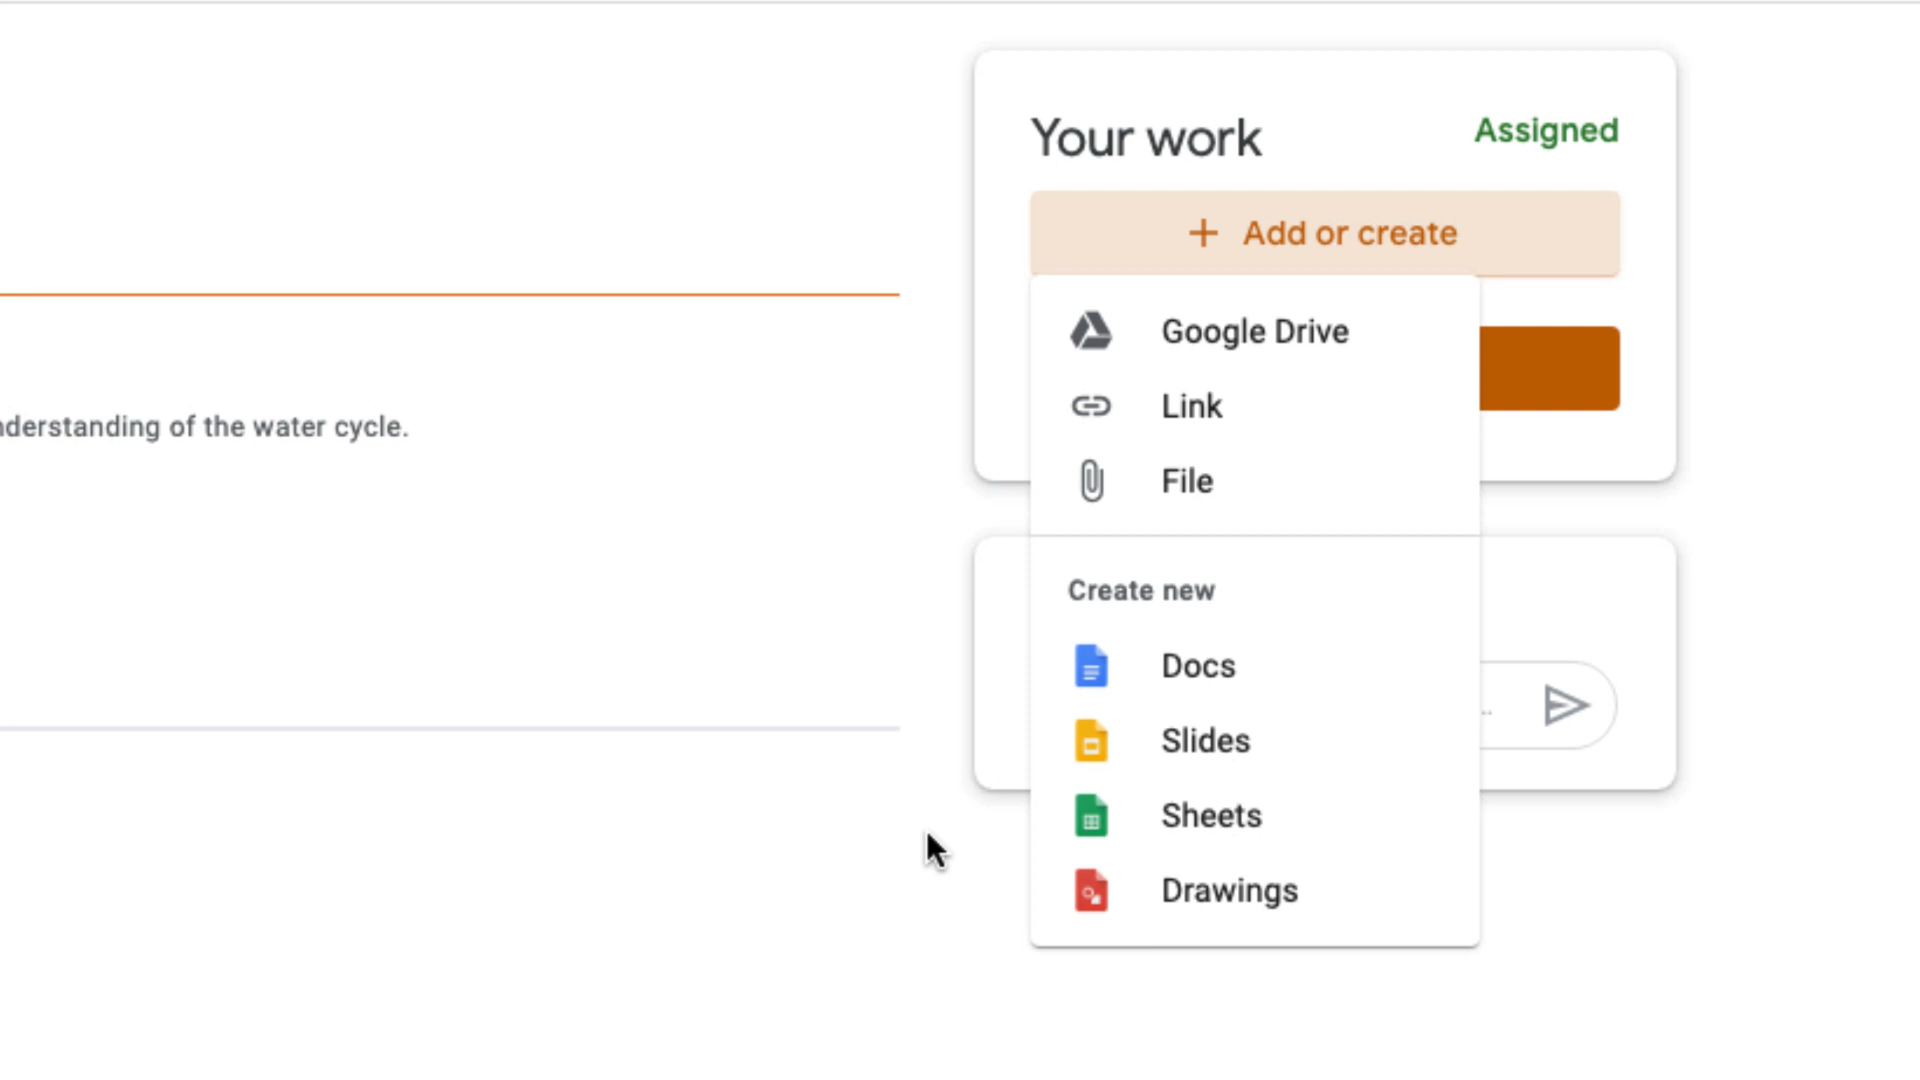 Your work
Assigned
+ Add or create
Google Drive
Link
File
understanding of the water cycle.
Create new
Docs
Slides
Sheets
Drawings